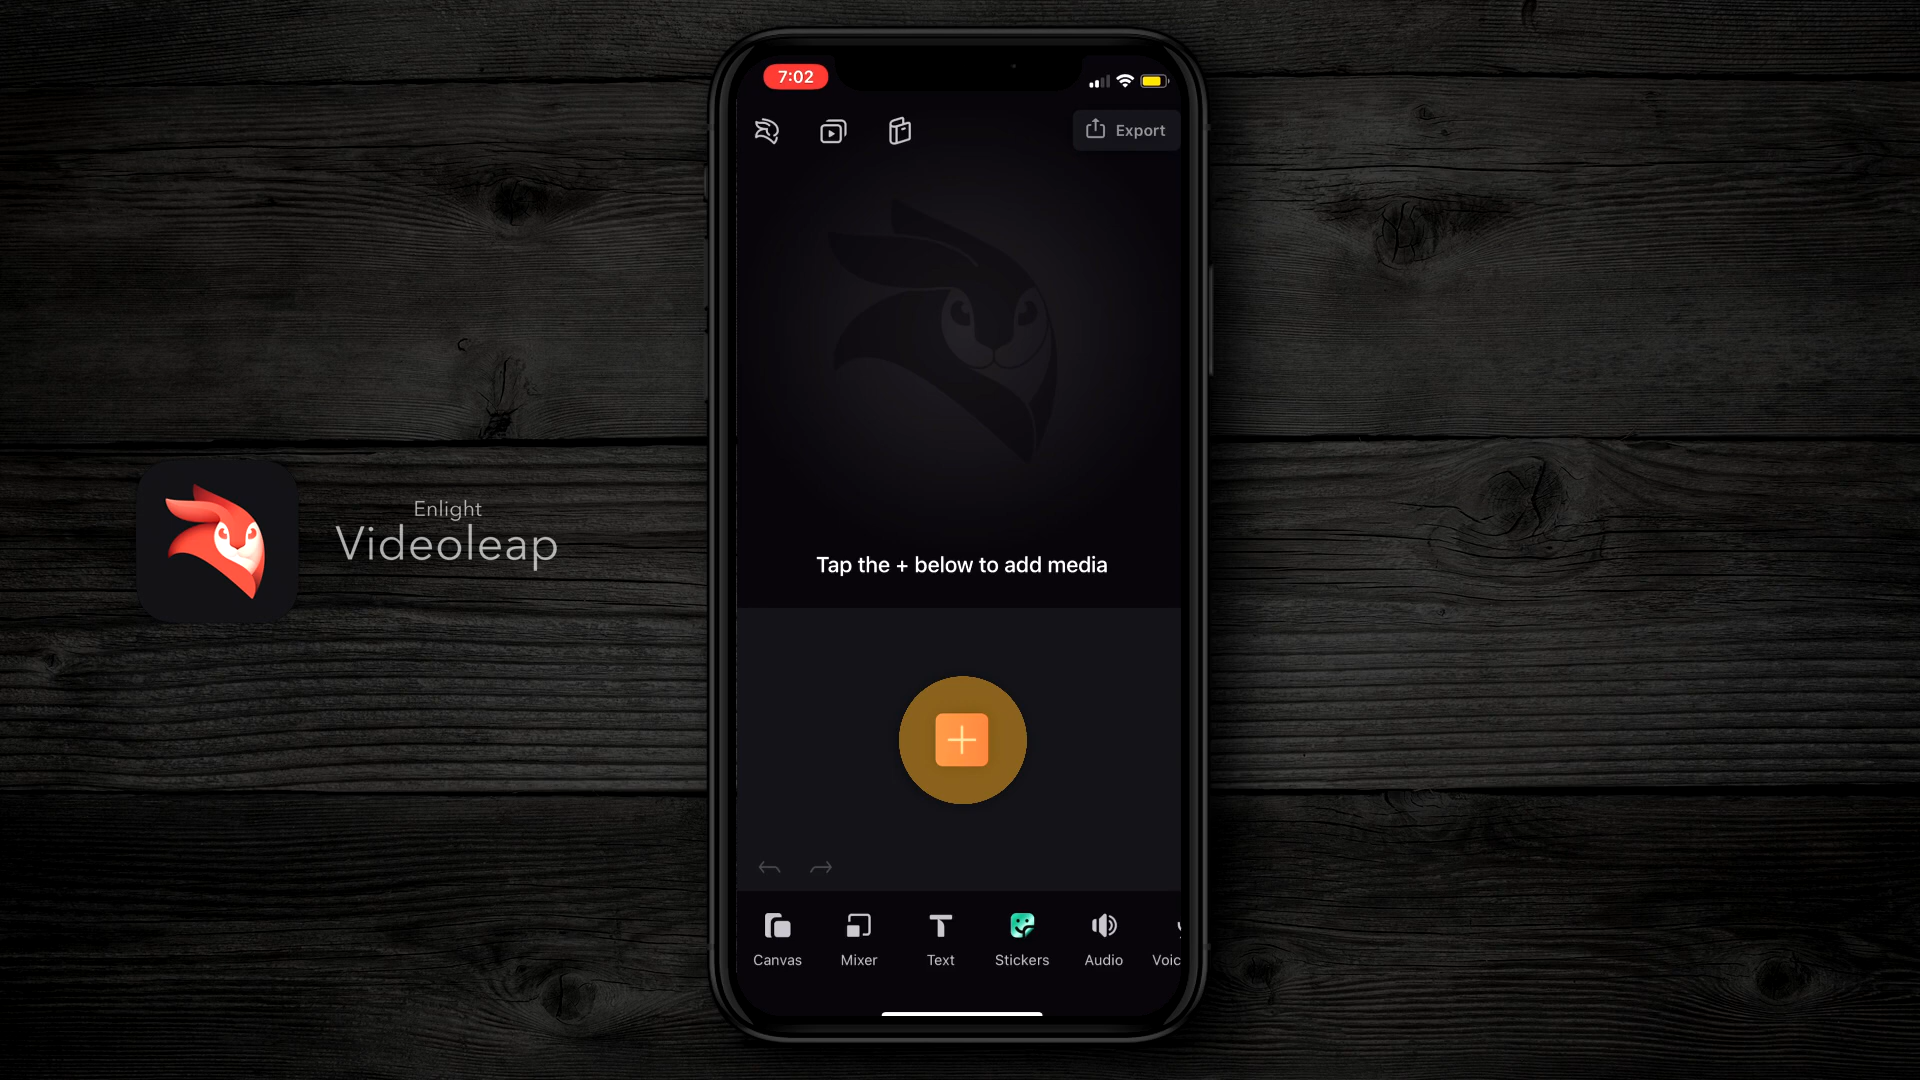 7:02
Export
Enlight
Videoleap
Tap the + below to add media
Canvas
Mixer
Text
Stickers
Audio
Voic